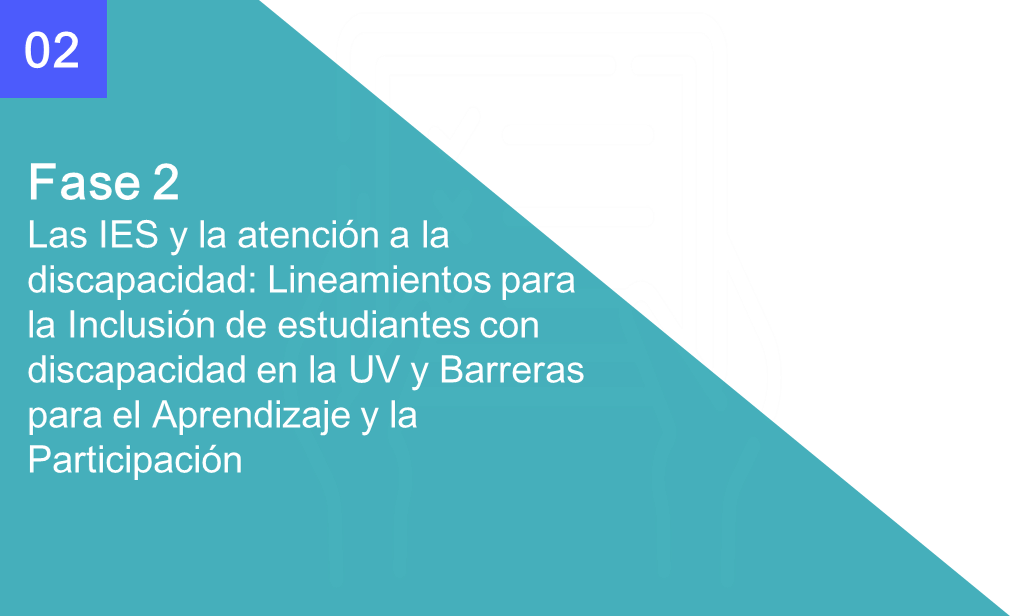 02
Fase 2
Las IES y la atención a la
discapacidad: Lineamientos para
la Inclusión de estudiantes con
discapacidad en la UV y Barreras
para el Aprendizaje y la
Participación